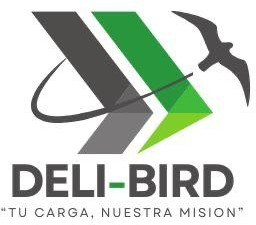 DELI-BIRD
"TU CARGA, NUESTRA MISION"